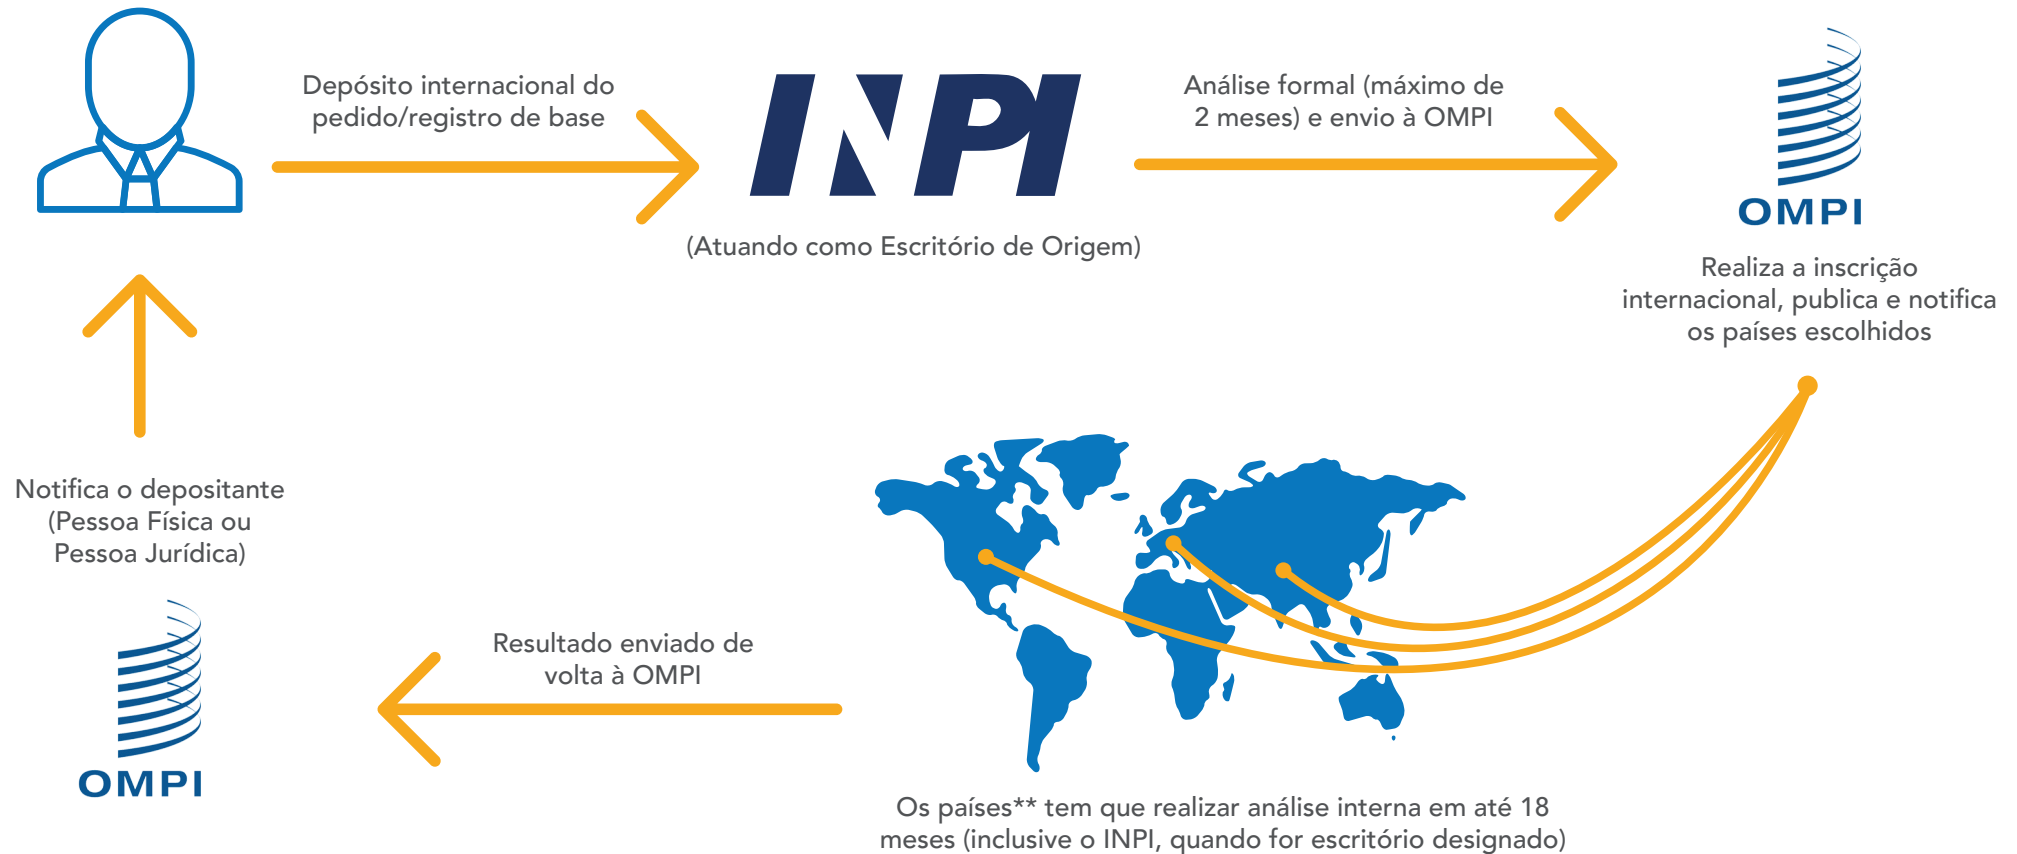 Depósito internacional do
pedido/registro de base
INPI
(Atuando como Escritório de Origem)
Análise formal (máximo de
2 meses) e envio à OMPI
OMPI
Realiza a inscrição
internacional, publica e notifica
os países escolhidos
Os países** tem que realizar análise interna em até 18
meses (inclusive o INPI, quando for escritório designado)
Resultado enviado de
volta à OMPI
OMPI
Notifica o depositante
(Pessoa Física ou
Pessoa Jurídica)